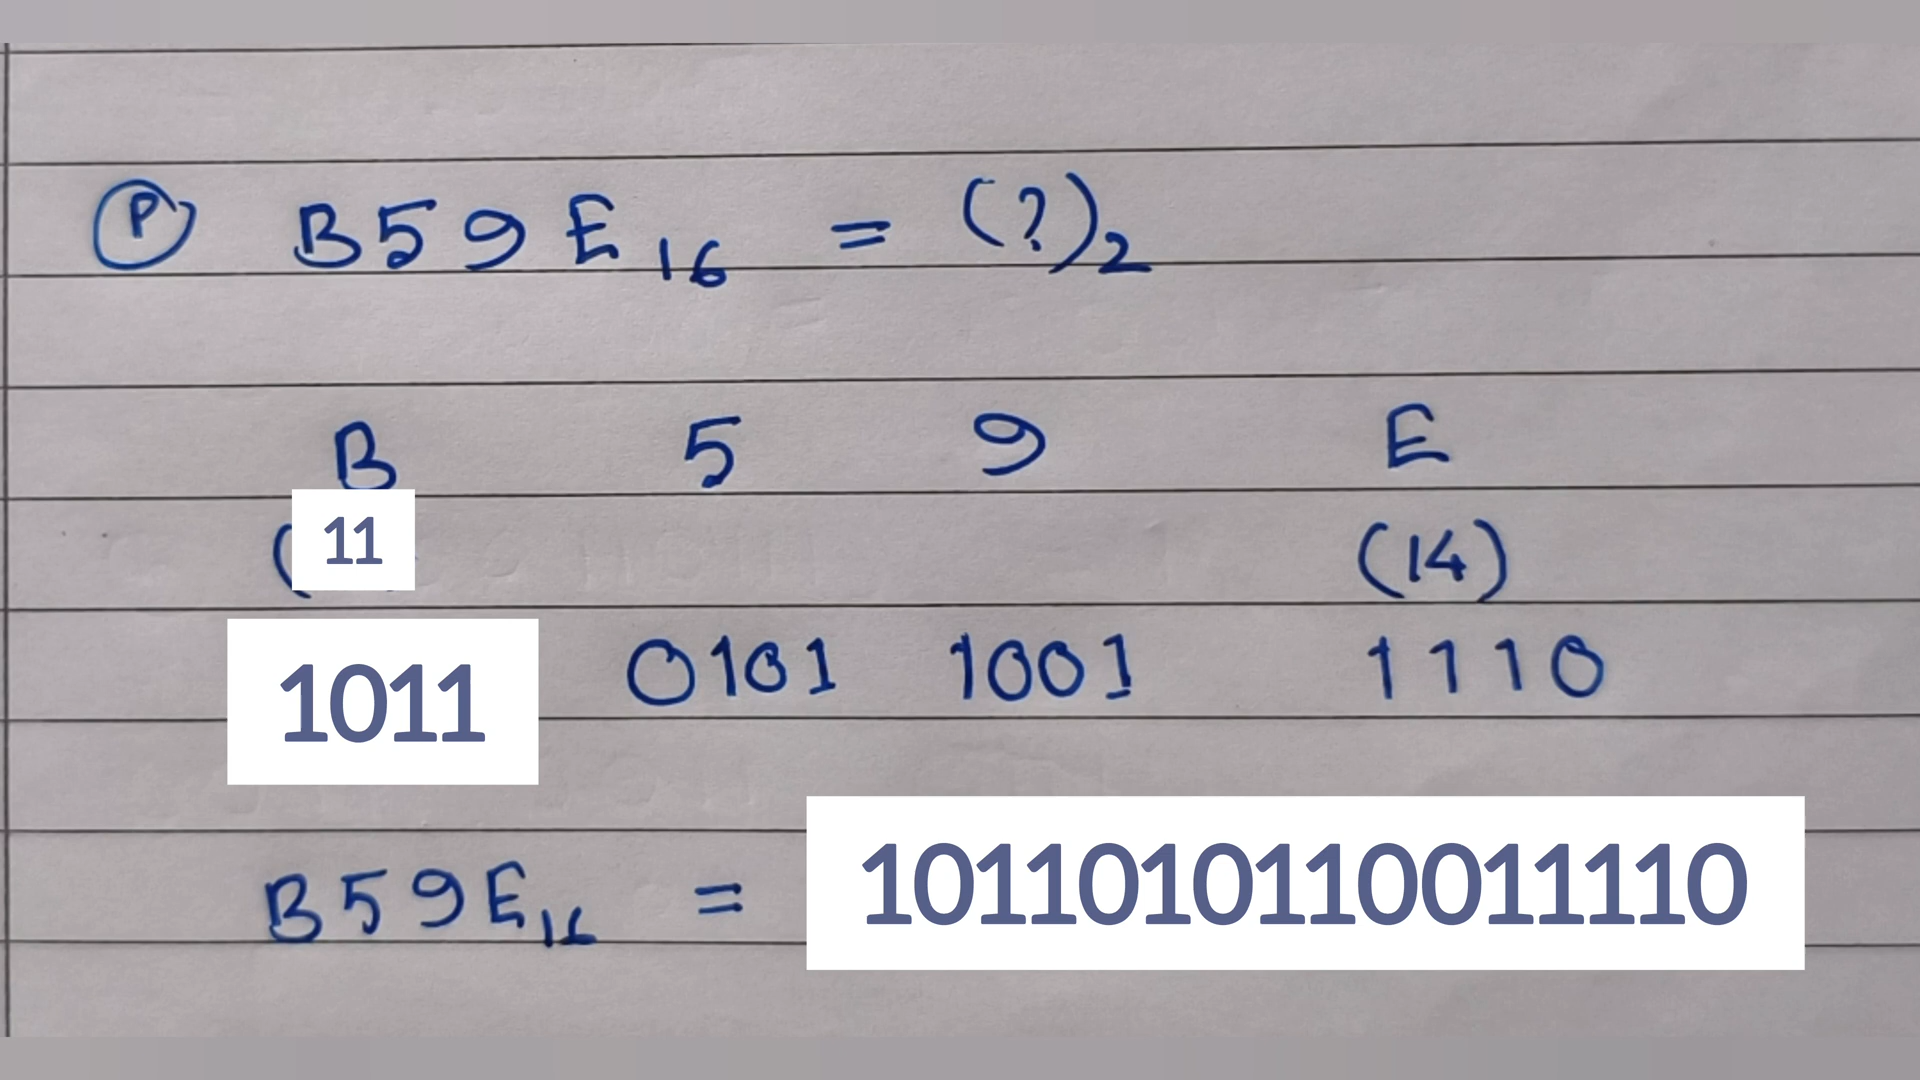 P B59E₁₆ = (?)₂
B 5 9 E
(11 (14)
1011 0101 1001 1110
B59E₁₆ = 1011010110011110